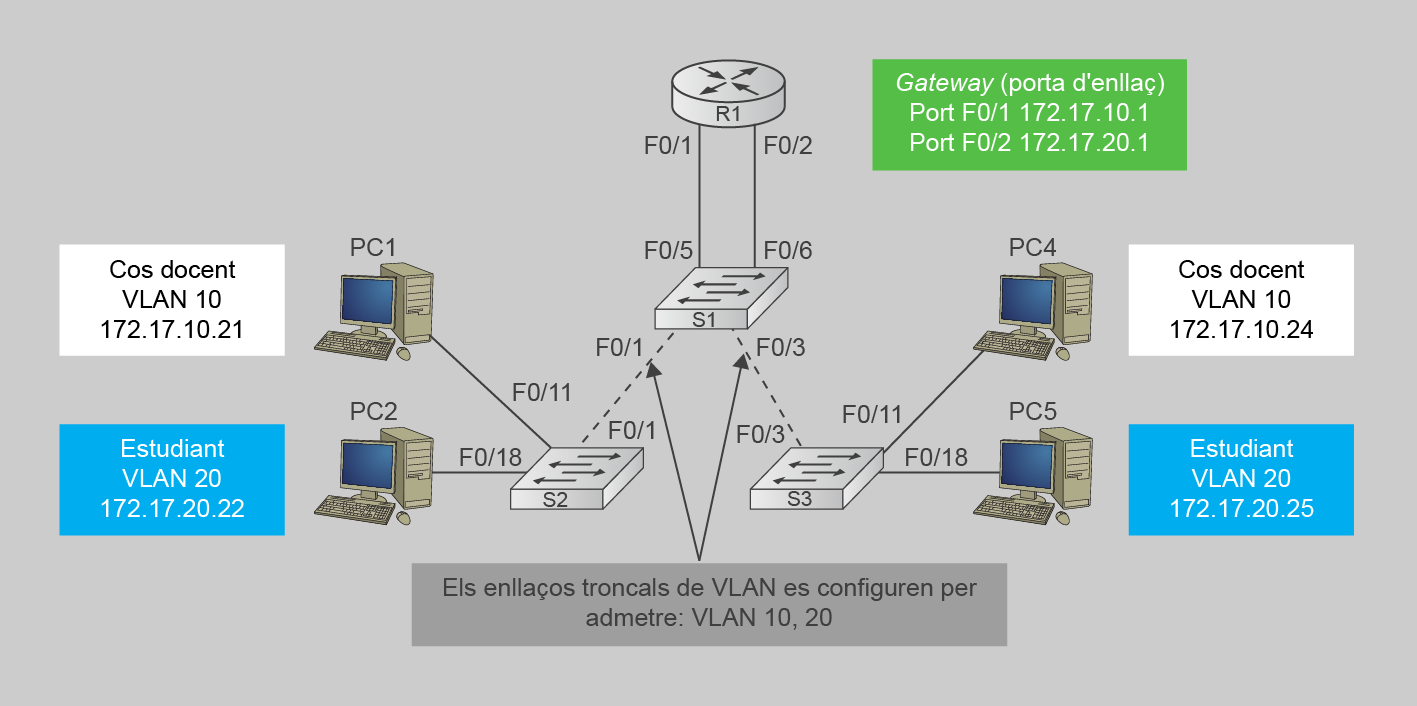 Gateway (porta d'enllaç)
Port F0/1 172.17.10.1
Port F0/2 172.17.20.1
R1
F0/1
F0/2
PC1
F0/5
F0/6
PC4
Cos docent
VLAN 10
172.17.10.21
Cos docent
VLAN 10
172.17.10.24
S1
F0/1
F0/3
F0/11
F0/11
PC2
PC5
F0/1
F0/3
Estudiant
VLAN 20
172.17.20.22
F0/18
F0/18
Estudiant
VLAN 20
172.17.20.25
S2
S3
Els enllaços troncals de VLAN es configuren per
admetre: VLAN 10, 20